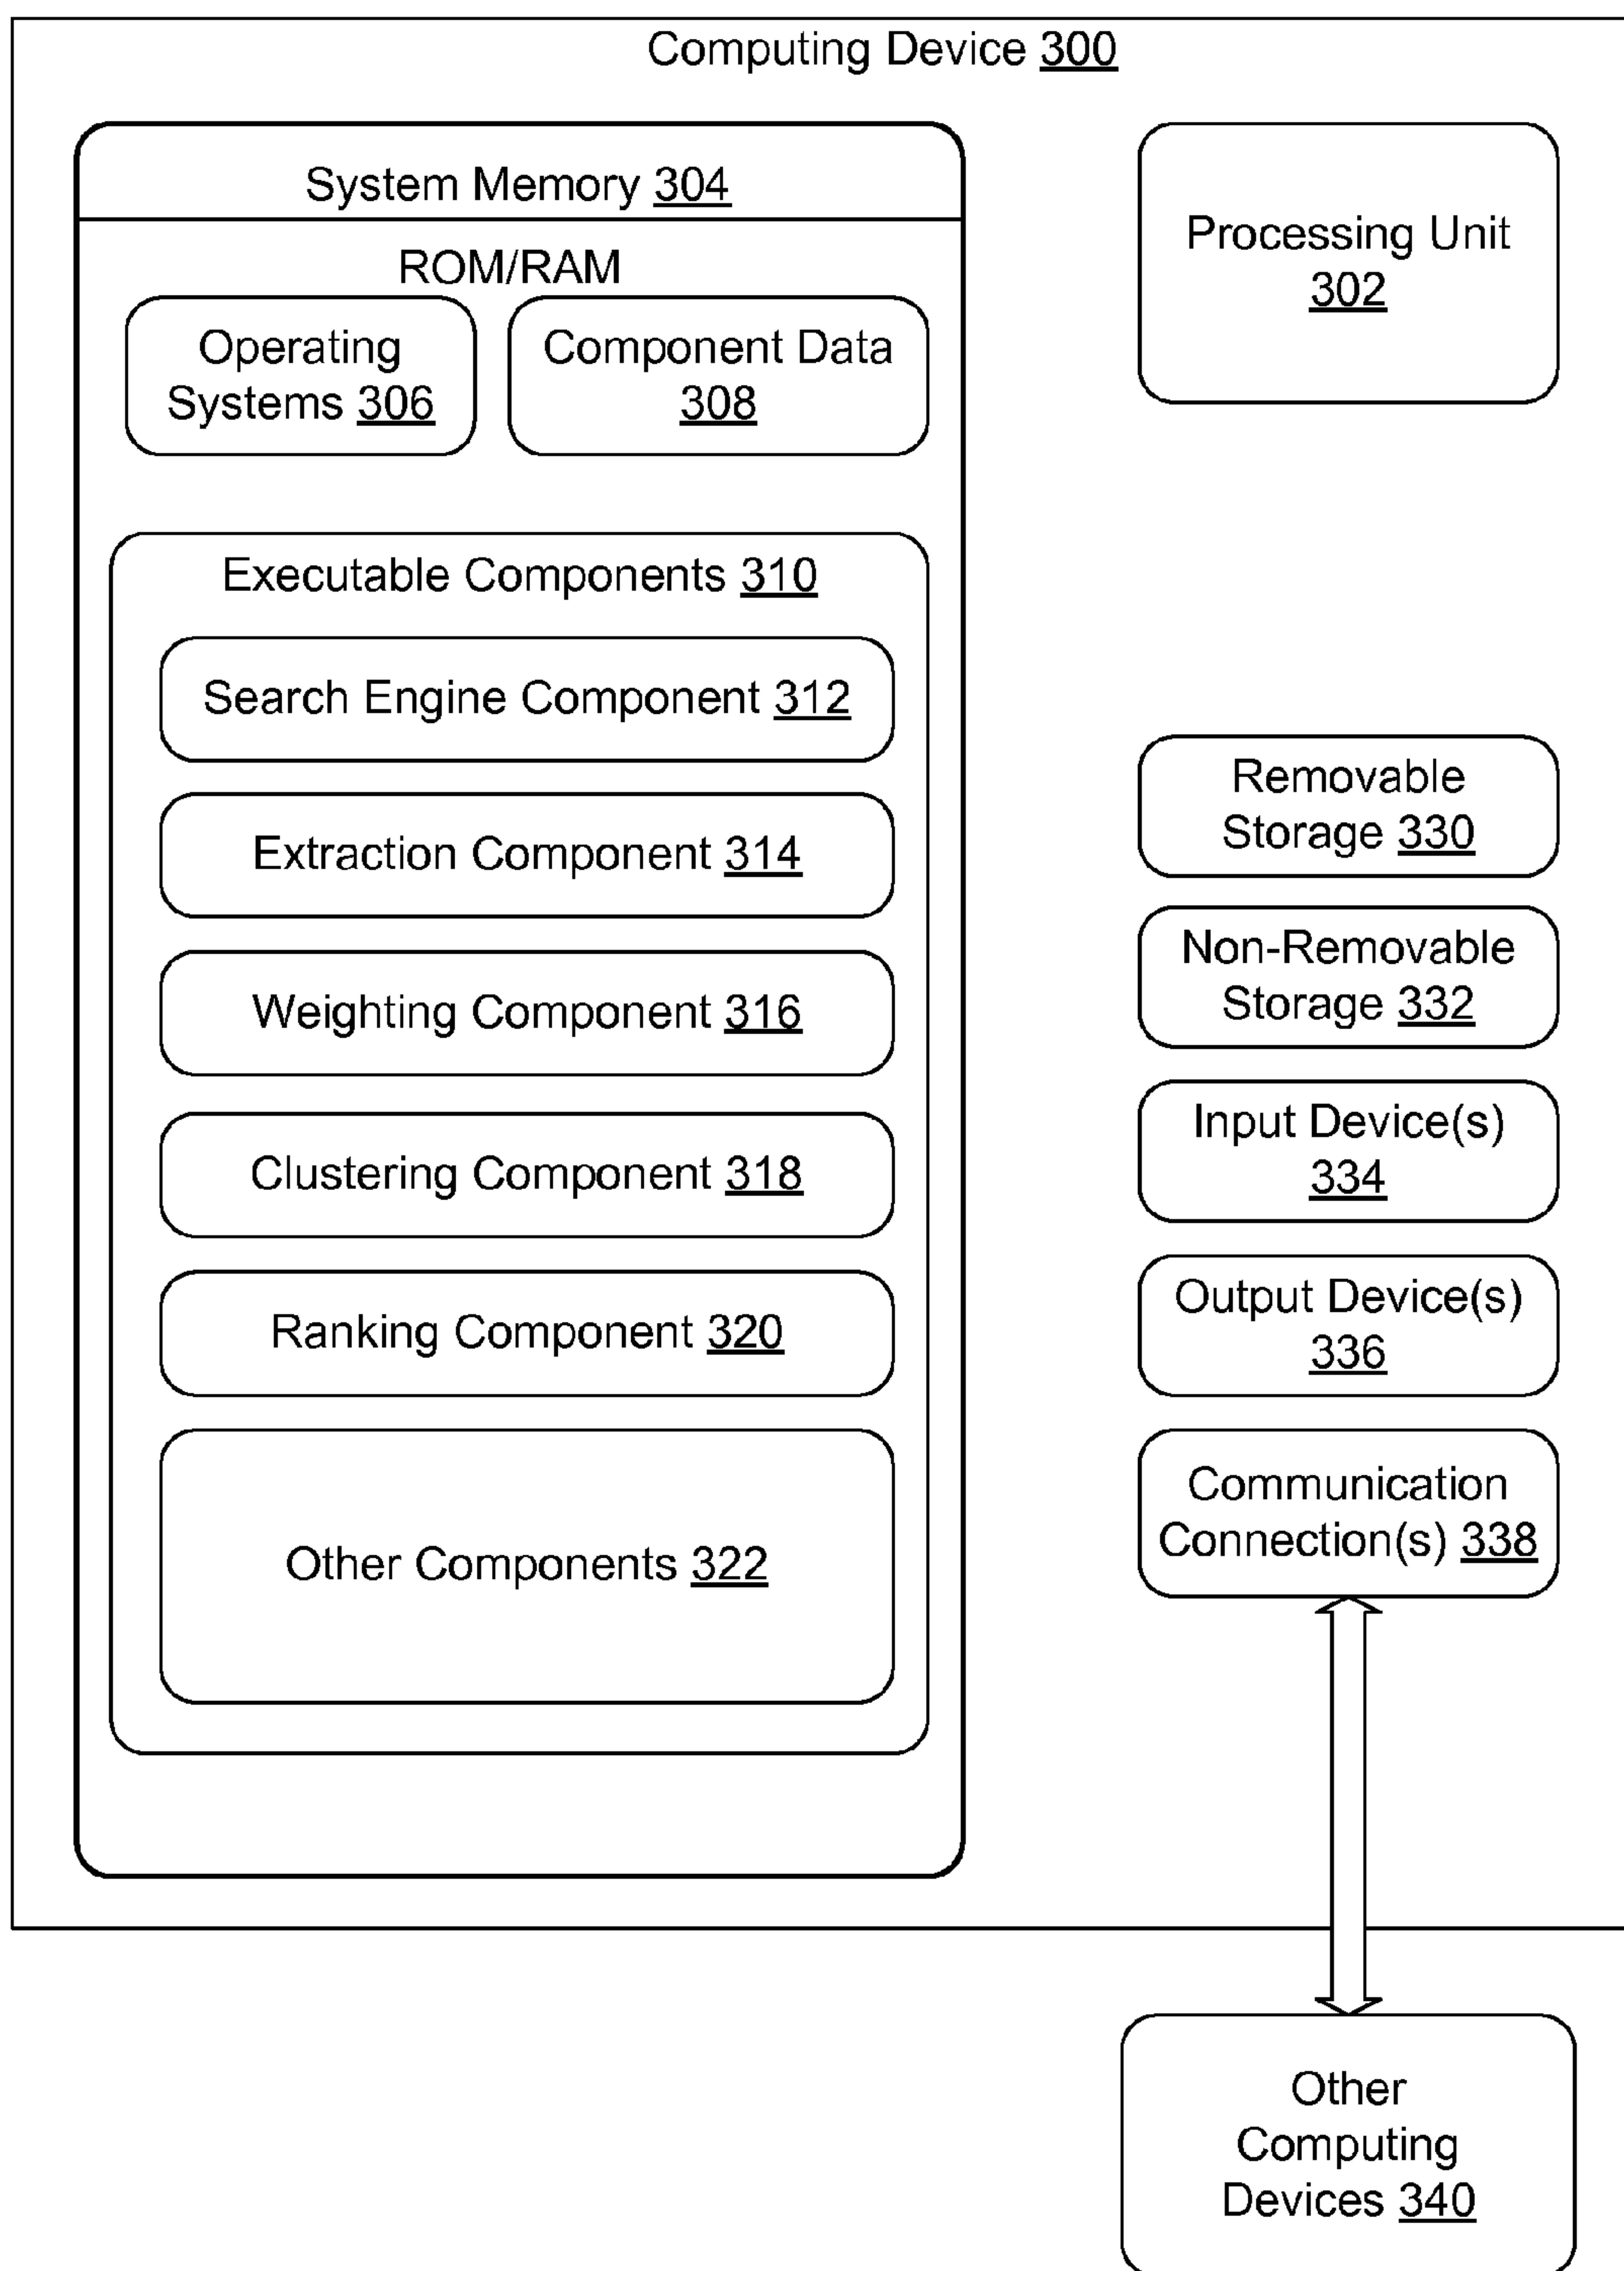 Computing Device 300
System Memory 304
ROM/RAM
Operating
Systems 306
Component Data
308
Executable Components 310
Search Engine Component 312
Extraction Component 314
Weighting Component 316
Clustering Component 318
Ranking Component 320
Other Components 322
Processing Unit
302
Removable
Storage 330
Non-Removable
Storage 332
Input Device(s)
334
Output Device(s)
336
Communication
Connection(s) 338
Other
Computing
Devices 340